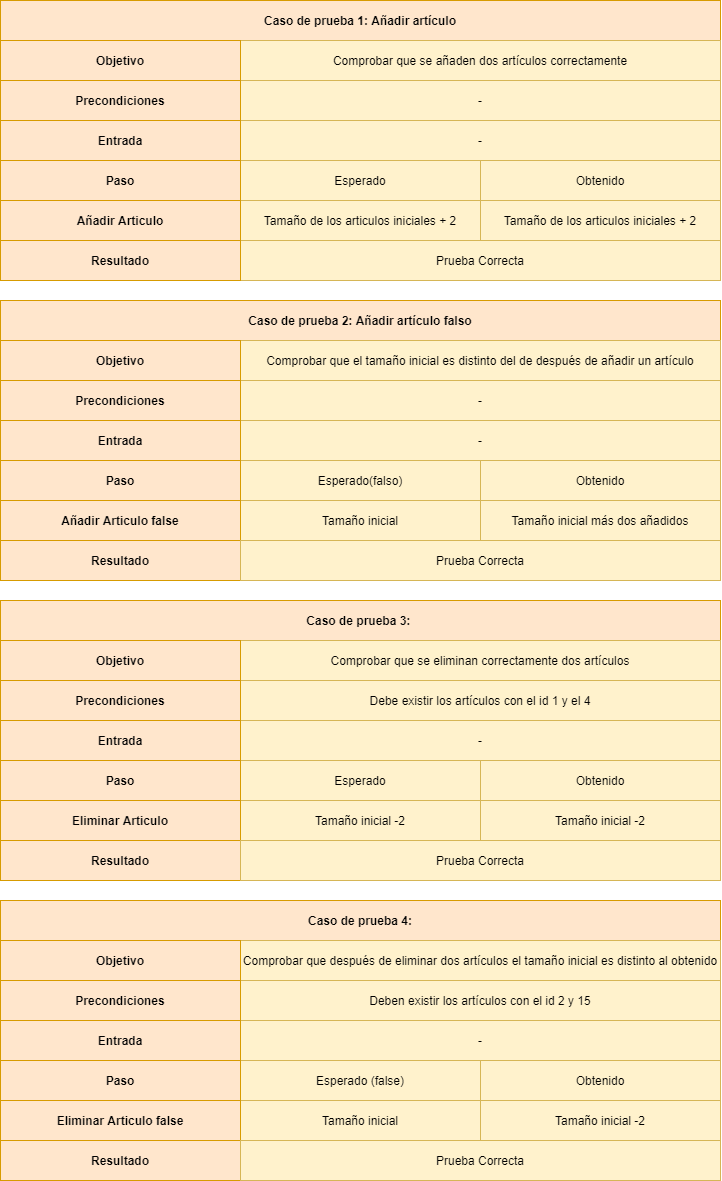 Caso de prueba 1: Añadir artículo
Objetivo Comprobar que se añaden dos artículos correctamente
Precondiciones -
Entrada -
Paso Esperado Obtenido
Añadir Articulo Tamaño de los articulos iniciales + 2 Tamaño de los articulos iniciales + 2
Resultado Prueba Correcta
Caso de prueba 2: Añadir artículo falso
Objetivo Comprobar que el tamaño inicial es distinto del de después de añadir un artículo
Precondiciones -
Entrada -
Paso Esperado(falso) Obtenido
Añadir Articulo false Tamaño inicial Tamaño inicial más dos añadidos
Resultado Prueba Correcta
Caso de prueba 3:
Objetivo Comprobar que se eliminan correctamente dos artículos
Precondiciones Debe existir los artículos con el id 1 y el 4
Entrada -
Paso Esperado Obtenido
Eliminar Articulo Tamaño inicial -2 Tamaño inicial -2
Resultado Prueba Correcta
Caso de prueba 4:
Objetivo Comprobar que después de eliminar dos artículos el tamaño inicial es distinto al obtenido
Precondiciones Deben existir los artículos con el id 2 y 15
Entrada -
Paso Esperado (false) Obtenido
Eliminar Articulo false Tamaño inicial Tamaño inicial -2
Resultado Prueba Correcta